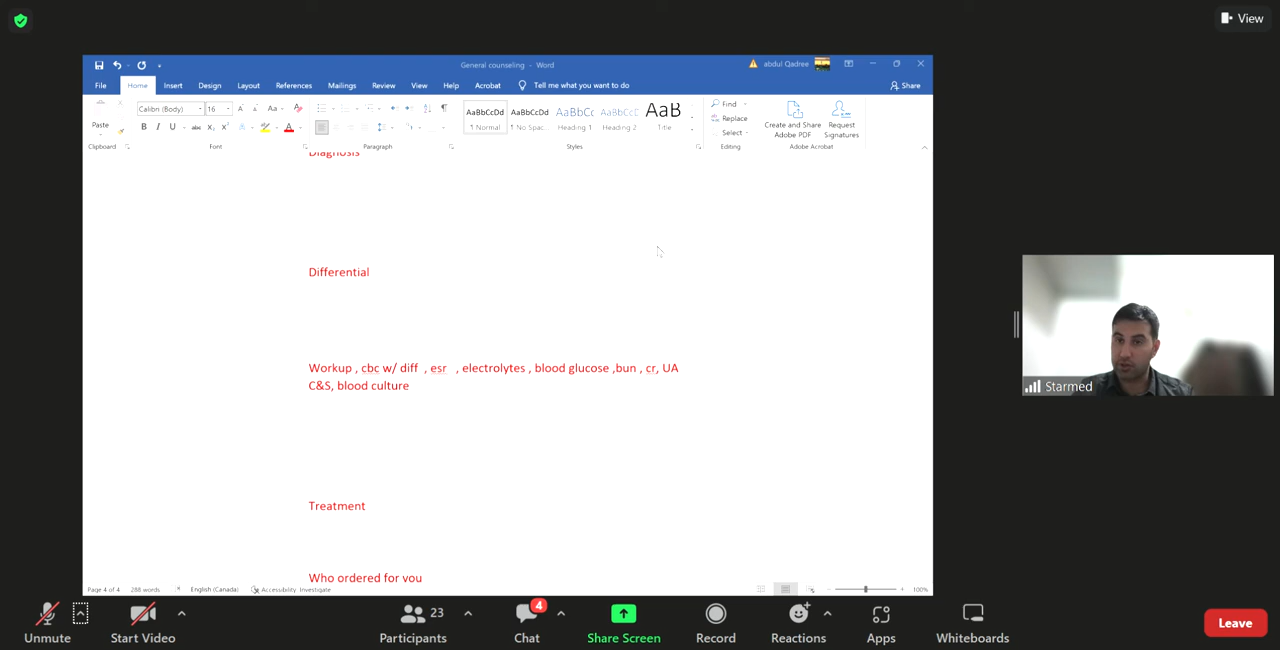 View
General counseling - Word
abdul Qadree
File Home Insert Design Layout References Mailings Review View Help Acrobat Tell me what you want to do
Share
Paste
Calibri (Body) 16
AaBbCcDd AaBbCcDd AaBbCc AaBbCcD AaB
¶ Normal ¶ No Spac... Heading 1 Heading 2 Title
Find
Replace
Select
Create and Share
Adobe PDF
Request
Signatures
Clipboard Font Paragraph Styles Editing Adobe Acrobat
Diagnosis
Differential
Workup , cbc w/ diff , esr , electrolytes , blood glucose ,bun , cr, UA
C&S, blood culture
Treatment
Who ordered for you
Page 4 of 4 288 words English (Canada) Accessibility: Investigate 100%
Starmed
23
4
Unmute Start Video Participants Chat Share Screen Record Reactions Apps Whiteboards
Leave